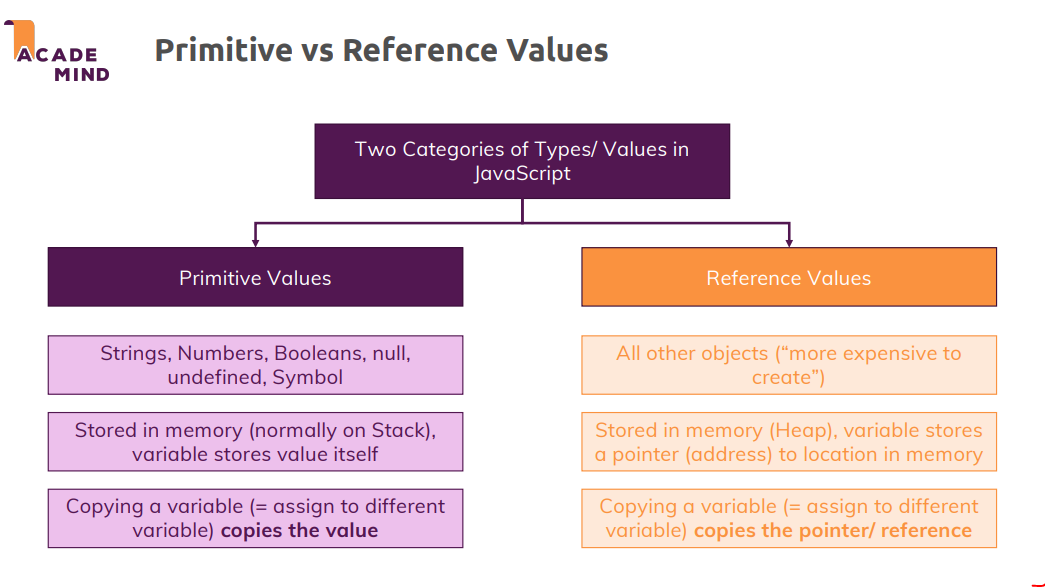 ACADE
MIND
Primitive vs Reference Values
Two Categories of Types/ Values in
JavaScript
Primitive Values
Reference Values
Strings, Numbers, Booleans, null,
undefined, Symbol
All other objects (“more expensive to
create”)
Stored in memory (normally on Stack),
variable stores value itself
Stored in memory (Heap), variable stores
a pointer (address) to location in memory
Copying a variable (= assign to different
variable) copies the value
Copying a variable (= assign to different
variable) copies the pointer/ reference